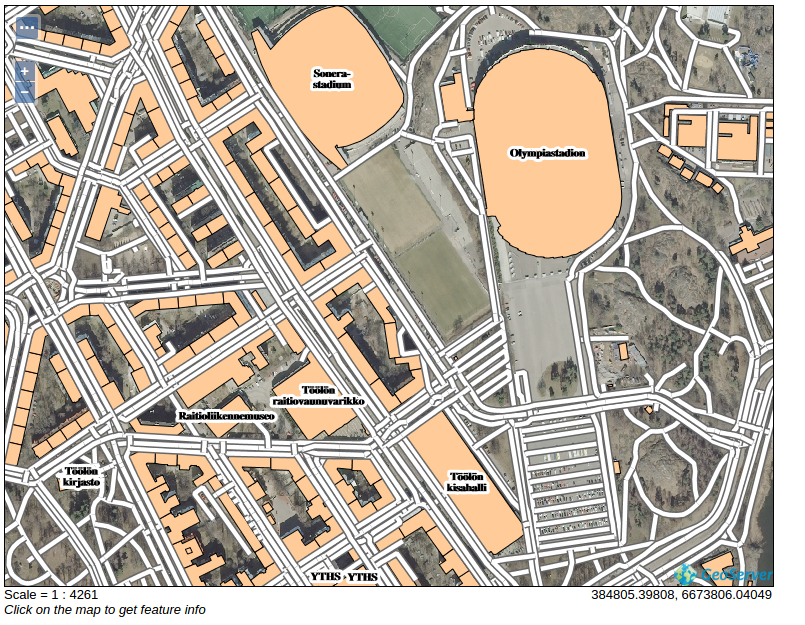 ...
+
−
Sonera-
stadium
Olympiastadion
Töölön
raitiovaunuvarikko
Raitioliikennemuseo
Töölön
kirjasto
Töölön
kisahalli
YTHS YTHS
GeoServer
Scale = 1 : 4261
384805.39808, 6673806.04049
Click on the map to get feature info